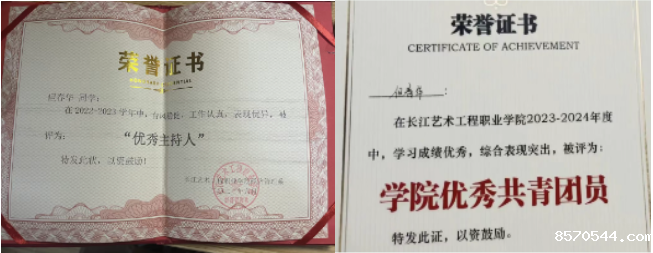 荣誉证书
同学：
在2022-2023学年中，工作认真，表现优异，被
评为：
“优秀主持人”
特发此状，以资鼓励！
荣誉证书
CERTIFICATE OF ACHIEVEMENT
：
在长江艺术工程职业学院2023-2024年度
中，学习成绩优秀，综合表现突出，被评为：
学院优秀共青团员
特发此证，以资鼓励。
8570544.com